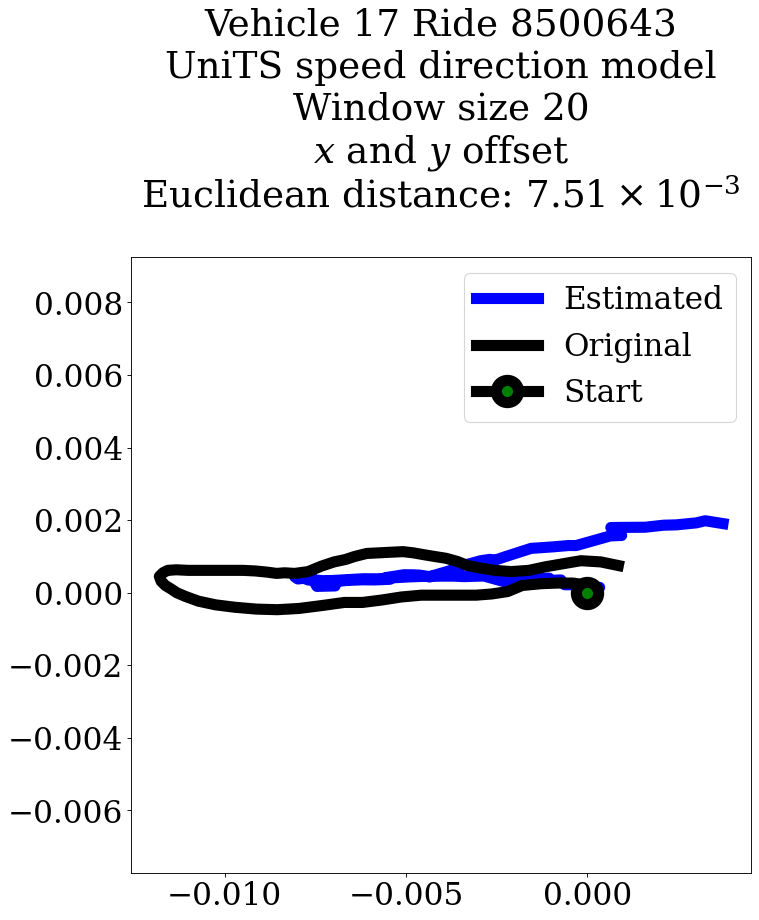 Vehicle 17 Ride 8500643
UniTS speed direction model
Window size 20
x and y offset
Euclidean distance: 7.51 × 10⁻³
Estimated
Original
Start
0.008
0.006
0.004
0.002
0.000
−0.002
−0.004
−0.006
−0.010 −0.005 0.000